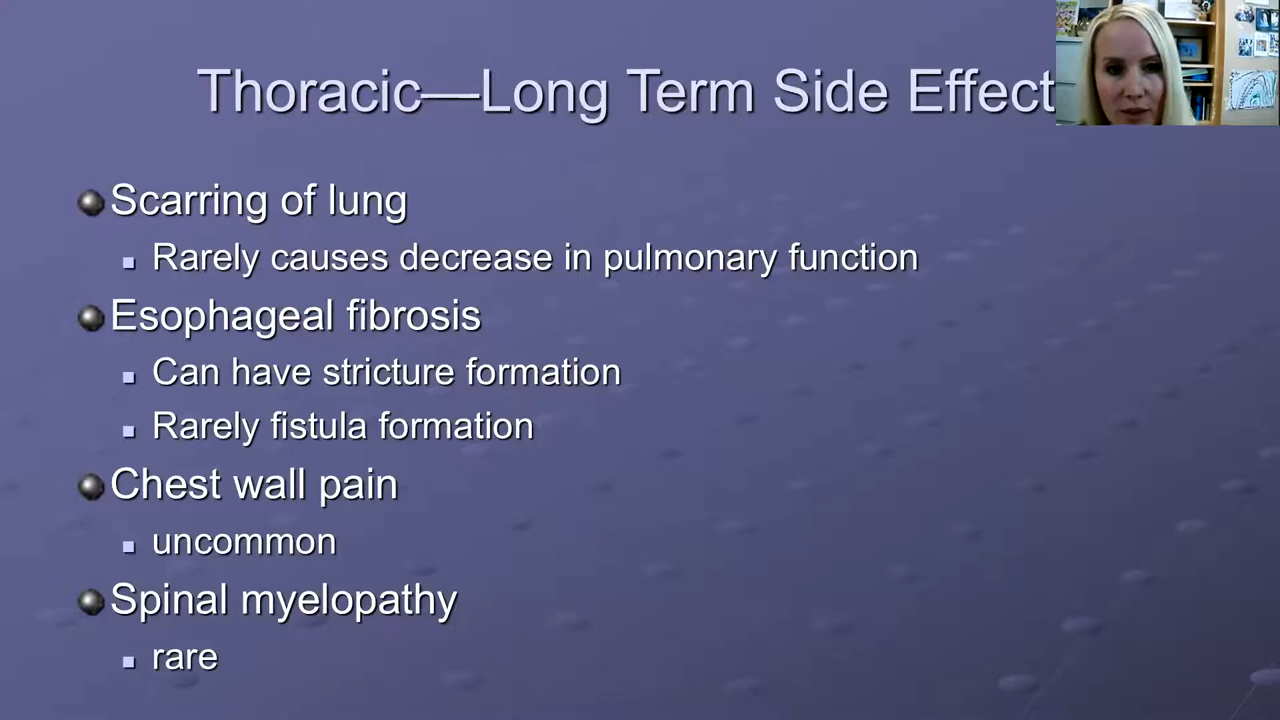 Thoracic—Long Term Side Effect
Scarring of lung
Rarely causes decrease in pulmonary function
Esophageal fibrosis
Can have stricture formation
Rarely fistula formation
Chest wall pain
uncommon
Spinal myelopathy
rare